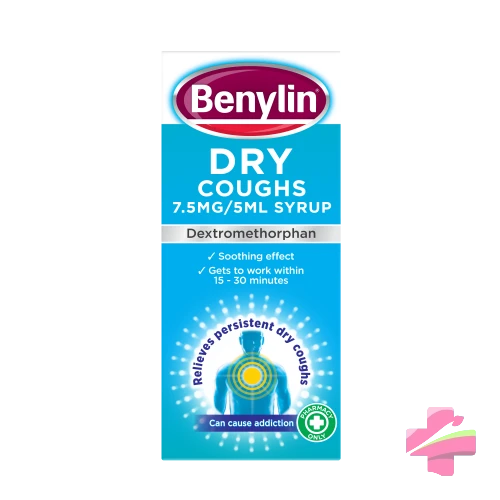 Benylin®
DRY
COUGHS
7.5MG/5ML SYRUP
Dextromethorphan
✓ Soothing effect
✓ Gets to work within
15 - 30 minutes
Relieves persistent dry coughs
Can cause addiction
PHARMACY
ONLY